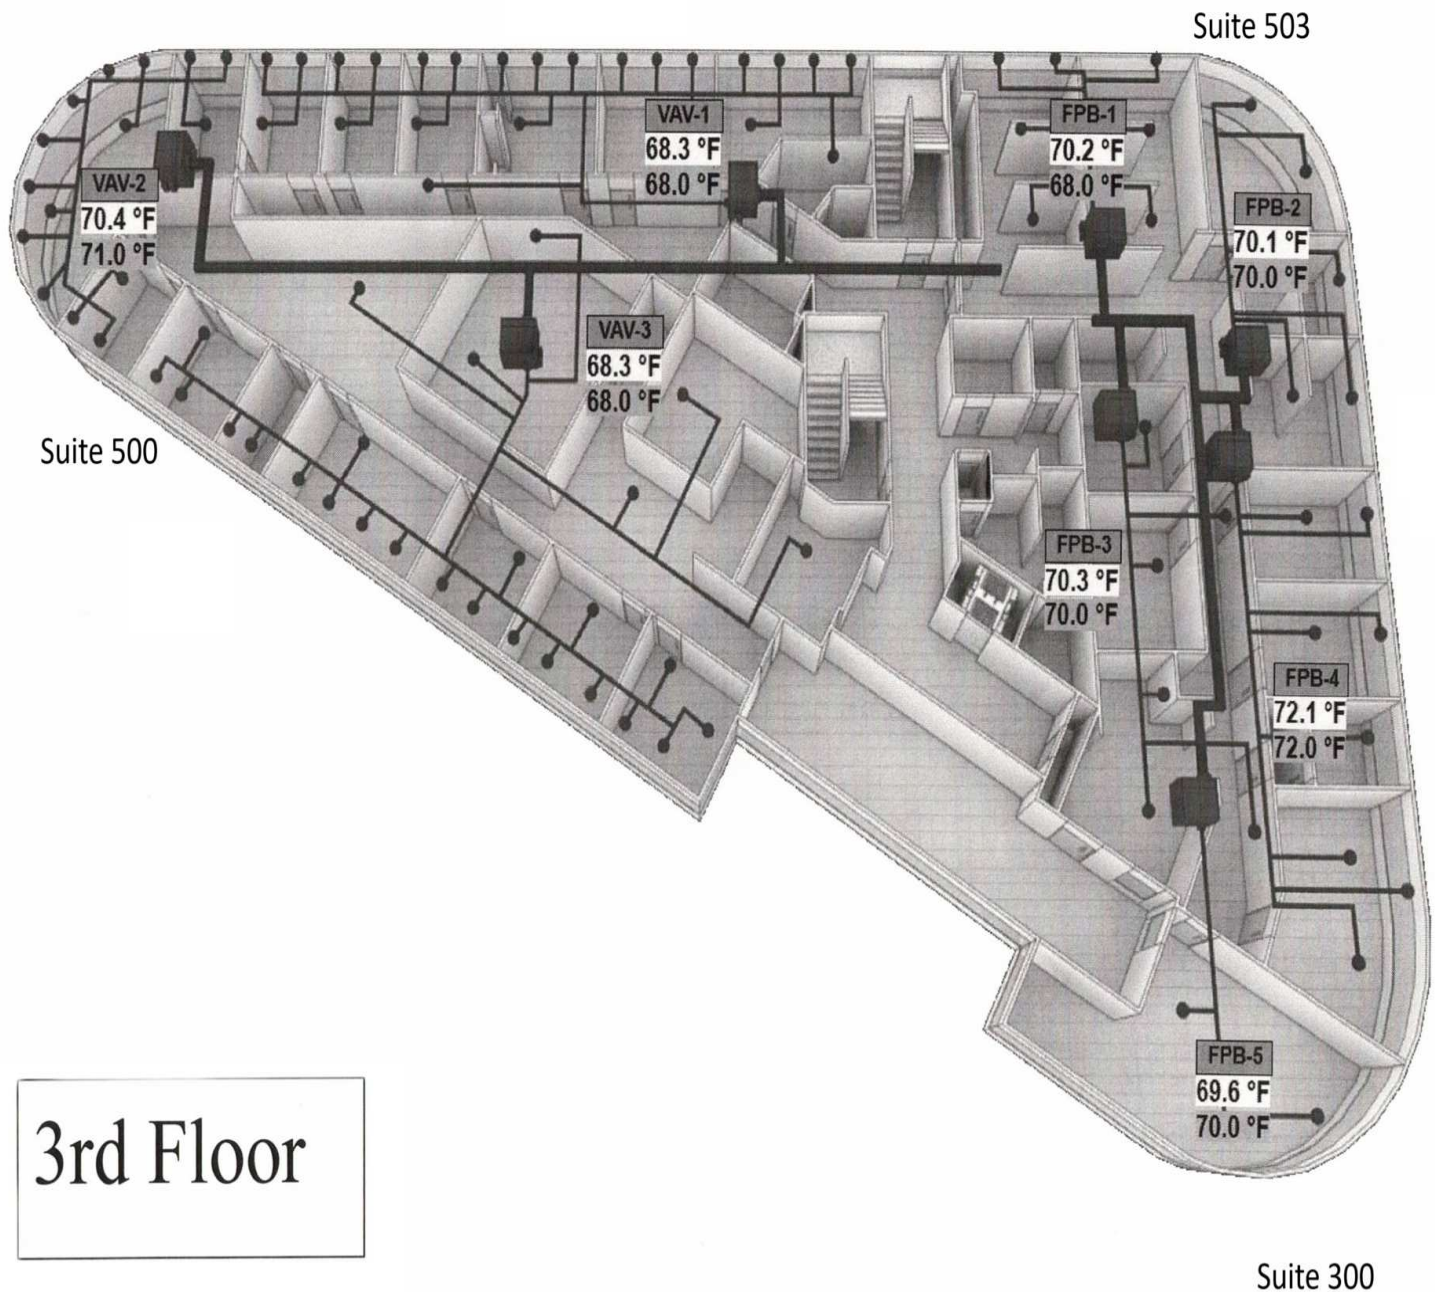 Suite 503
VAV-1
68.3 °F
68.0 °F
FPB-1
70.2 °F
68.0 °F
VAV-2
70.4 °F
71.0 °F
FPB-2
70.1 °F
70.0 °F
VAV-3
68.3 °F
68.0 °F
Suite 500
FPB-3
70.3 °F
70.0 °F
FPB-4
72.1 °F
72.0 °F
FPB-5
69.6 °F
70.0 °F
3rd Floor
Suite 300